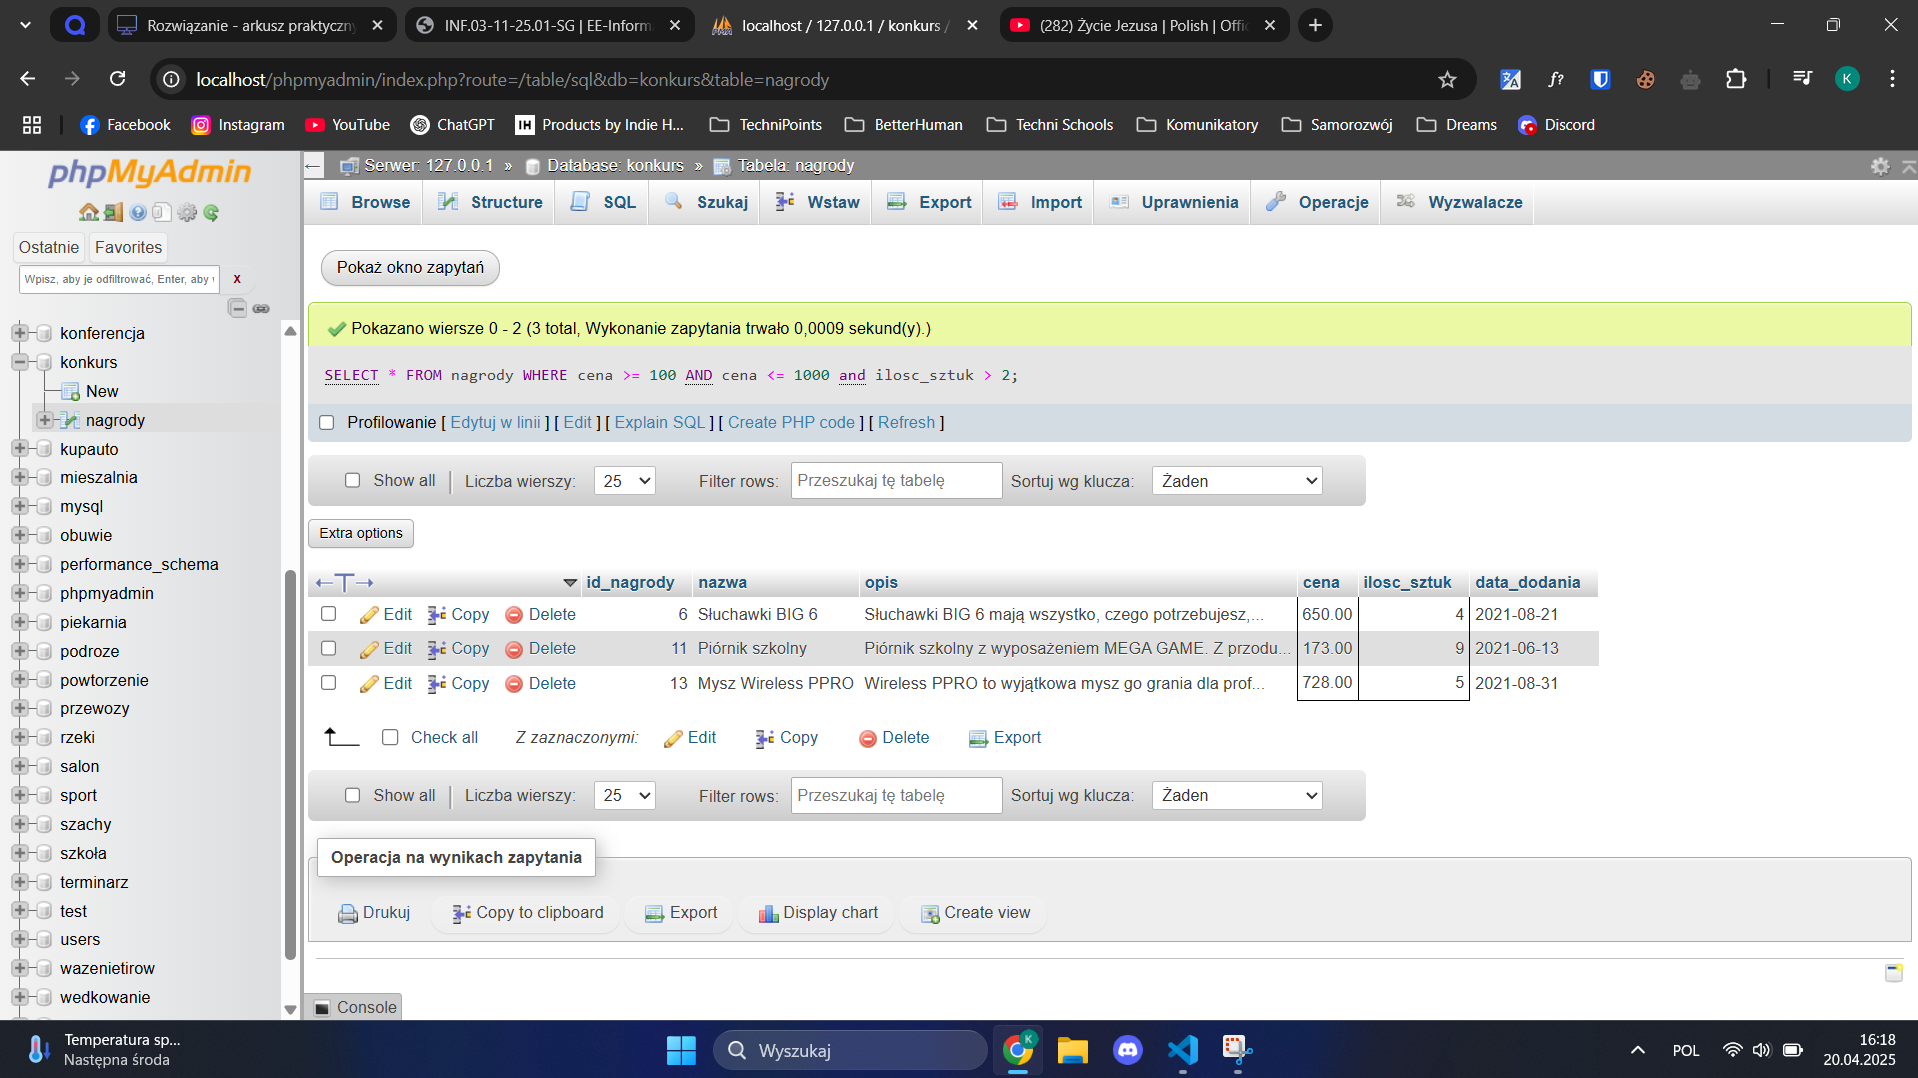 Rozwiązanie - arkusz praktyczny
INF.03-11-25.01-SG | EE-Inform
localhost / 127.0.0.1 / konkurs /
(282) Życie Jezusa | Polish | Offic
localhost/phpmyadmin/index.php?route=/table/sql&db=konkurs&table=nagrody
f?
K
Facebook
Instagram
YouTube
ChatGPT
IH Products by Indie H...
TechniPoints
BetterHuman
Techni Schools
Komunikatory
Samorozwój
Dreams
Discord
phpMyAdmin
Ostatnie Favorites
Wpisz, aby je odfiltrować, Enter, aby
X
konferencja
konkurs
New
nagrody
kupauto
mieszalnia
mysql
obuwie
performance_schema
phpmyadmin
piekarnia
podroze
powtorzenie
przewozy
rzeki
salon
sport
szachy
szkoła
terminarz
test
users
wazenietirow
wedkowanie
Serwer: 127.0.0.1 » Database: konkurs » Tabela: nagrody
Browse Structure SQL Szukaj Wstaw Export Import Uprawnienia Operacje Wyzwalacze
Pokaż okno zapytań
Pokazano wiersze 0 - 2 (3 total, Wykonanie zapytania trwało 0,0009 sekund(y).)
SELECT * FROM nagrody WHERE cena >= 100 AND cena <= 1000 and ilosc_sztuk > 2;
Profilowanie [ Edytuj w linii ] [ Edit ] [ Explain SQL ] [ Create PHP code ] [ Refresh ]
Show all | Liczba wierszy: 25 Filter rows: Przeszukaj tę tabelę Sortuj wg klucza: Żaden
Extra options
←T→ id_nagrody nazwa opis cena ilosc_sztuk data_dodania
Edit Copy Delete 6 Słuchawki BIG 6 Słuchawki BIG 6 mają wszystko, czego potrzebujesz,... 650.00 4 2021-08-21
Edit Copy Delete 11 Piórnik szkolny Piórnik szkolny z wyposażeniem MEGA GAME. Z przodu... 173.00 9 2021-06-13
Edit Copy Delete 13 Mysz Wireless PPRO Wireless PPRO to wyjątkowa mysz go grania dla prof... 728.00 5 2021-08-31
Check all Z zaznaczonymi: Edit Copy Delete Export
Show all | Liczba wierszy: 25 Filter rows: Przeszukaj tę tabelę Sortuj wg klucza: Żaden
Operacja na wynikach zapytania
Drukuj Copy to clipboard Export Display chart Create view
Console
Temperatura sp...
Następna środa
Wyszukaj
K
POL
16:18
20.04.2025